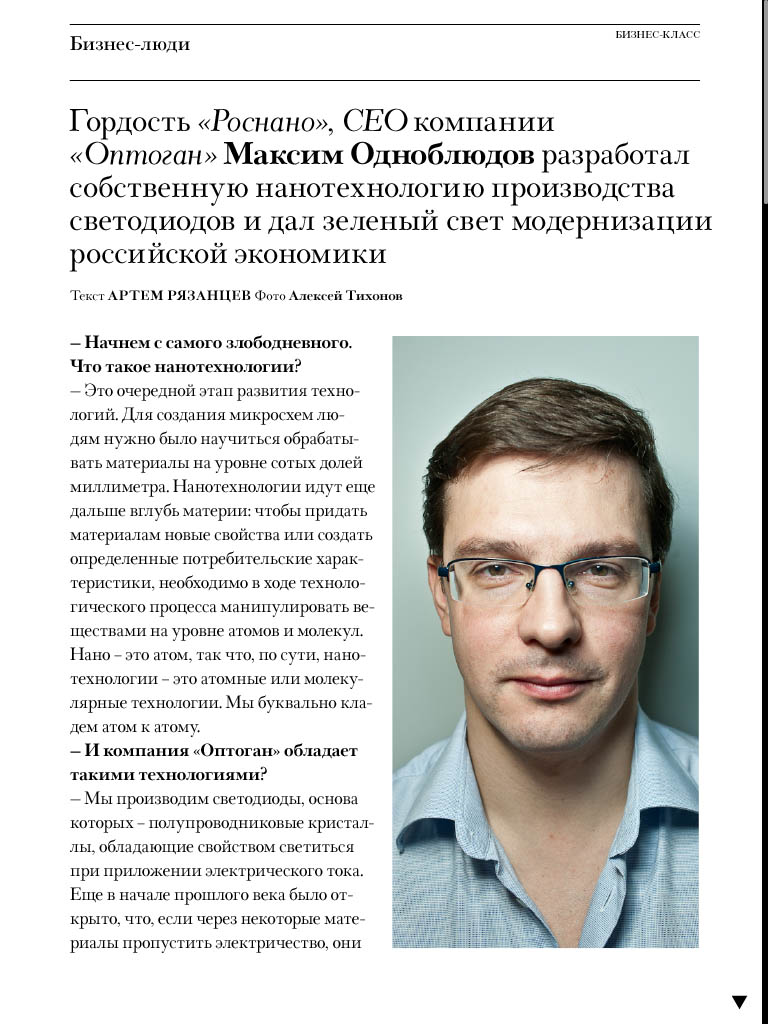 Бизнес-люди
БИЗНЕС-КЛАСС
Гордость «Роснано», CEO компании
«Оптоган» Максим Одноблюдов разработал
собственную нанотехнологию производства
светодиодов и дал зеленый свет модернизации
российской экономики
Текст АРТЕМ РЯЗАНЦЕВ Фото Алексей Тихонов
– Начнем с самого злободневного.
Что такое нанотехнологии?
– Это очередной этап развития техно-
логий. Для создания микросхем лю-
дям нужно было научиться обрабаты-
вать материалы на уровне сотых долей
миллиметра. Нанотехнологии идут еще
дальше вглубь материи: чтобы придать
материалам новые свойства или создать
определенные потребительские харак-
теристики, необходимо в ходе техноло-
гического процесса манипулировать ве-
ществами на уровне атомов и молекул.
Нано – это атом, так что, по сути, нано-
технологии – это атомные или молеку-
лярные технологии. Мы буквально кла-
дем атом к атому.
– И компания «Оптоган» обладает
такими технологиями?
– Мы производим светодиоды, основа
которых – полупроводниковые кристал-
лы, обладающие свойством светиться
при приложении электрического тока.
Еще в начале прошлого века было от-
крыто, что, если через некоторые мате-
риалы пропустить электричество, они